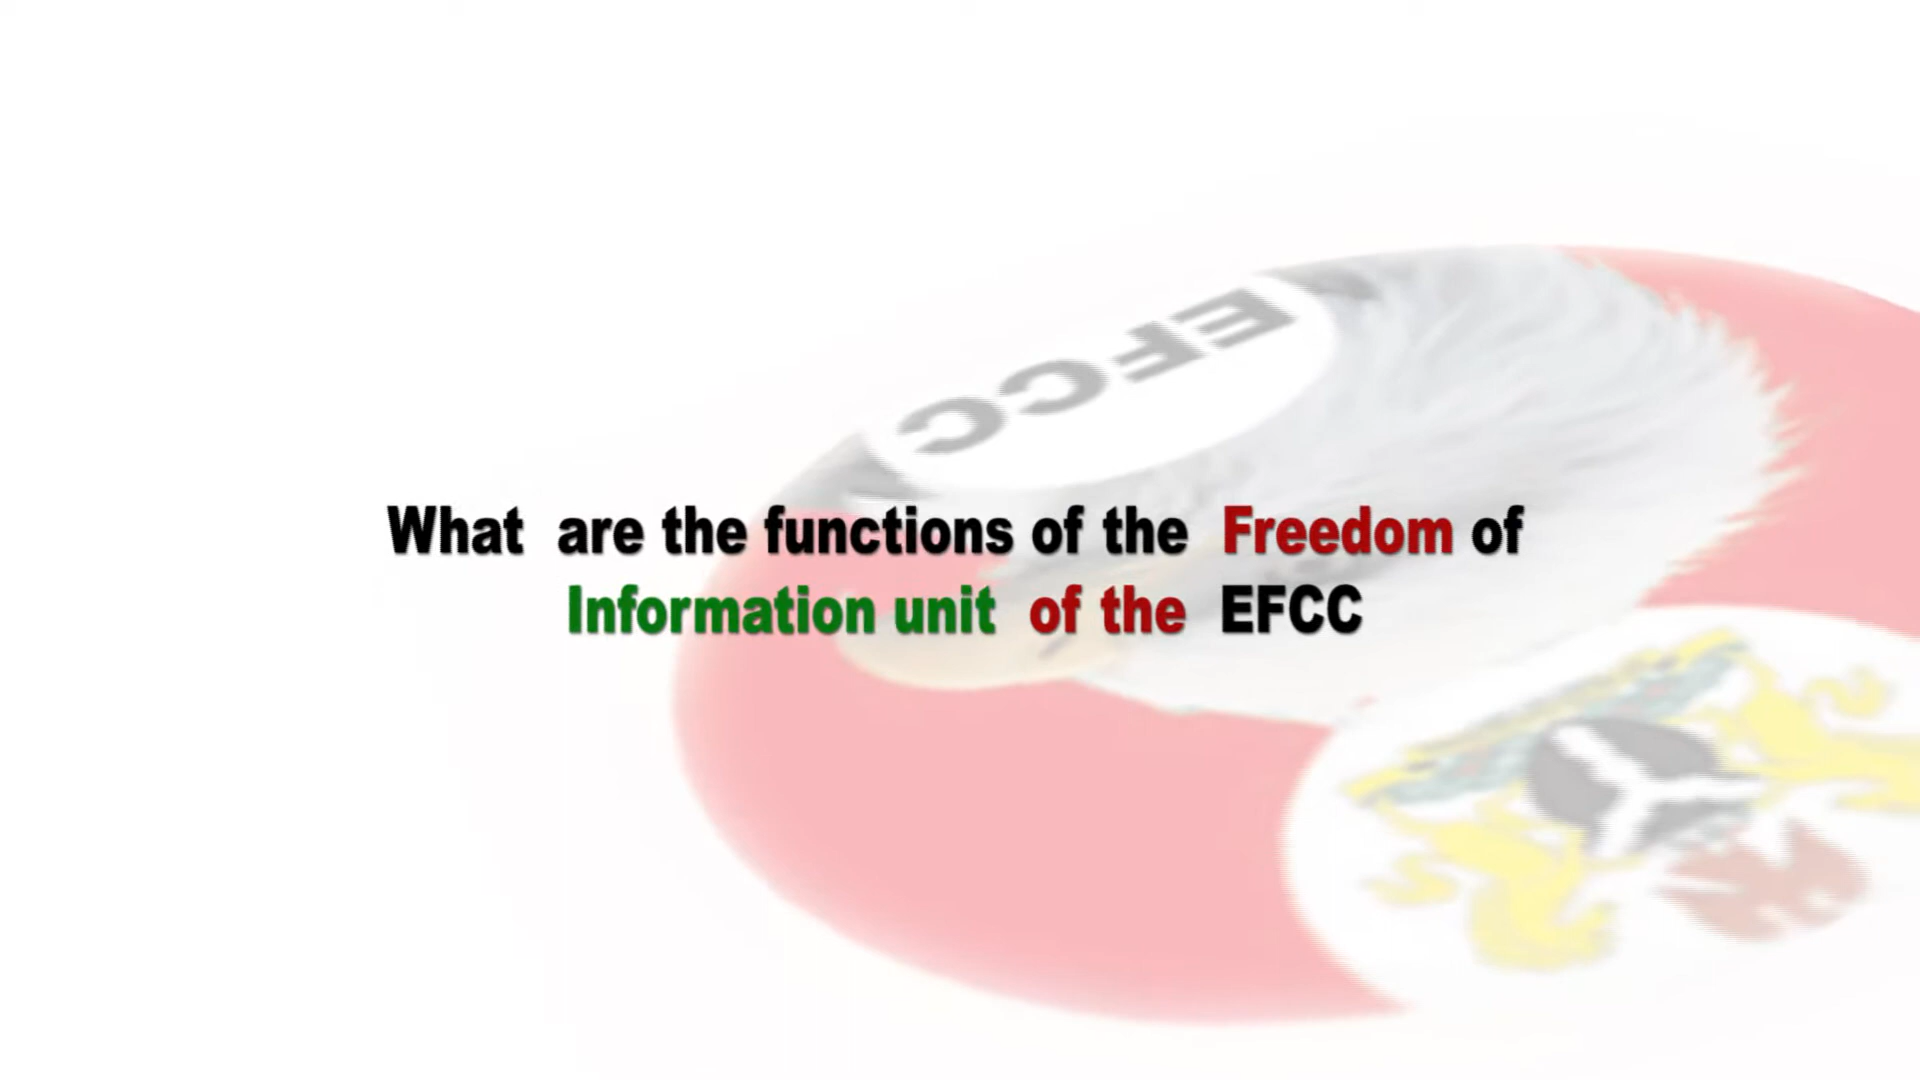 EFCC
What are the functions of the Freedom of
Information unit of the EFCC